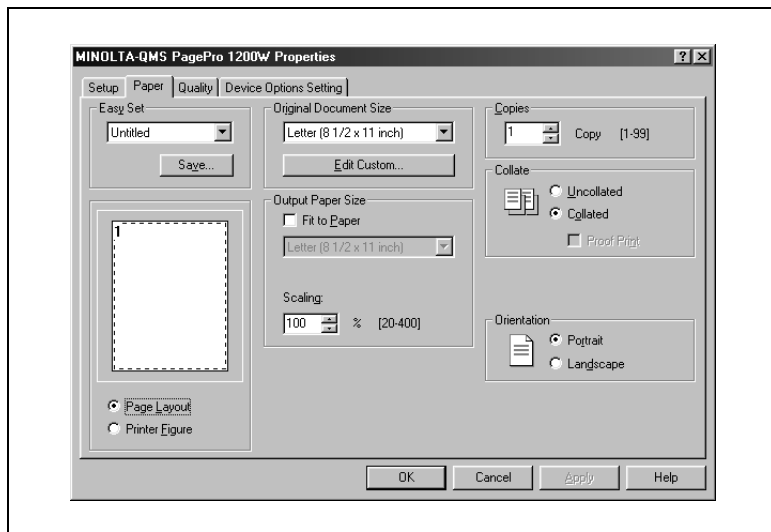 MINOLTA-QMS PagePro 1200W Properties
Setup
Paper
Quality
Device Options Setting
Easy Set
Untitled
Save...
1
Page Layout
Printer Figure
Original Document Size
Letter (8 1/2 x 11 inch)
Edit Custom...
Output Paper Size
Fit to Paper
Letter (8 1/2 x 11 inch)
Scaling:
100 % [20-400]
Copies
1 Copy [1-99]
Collate
Uncollated
Collated
Proof Print
Orientation
Portrait
Landscape
OK
Cancel
Apply
Help